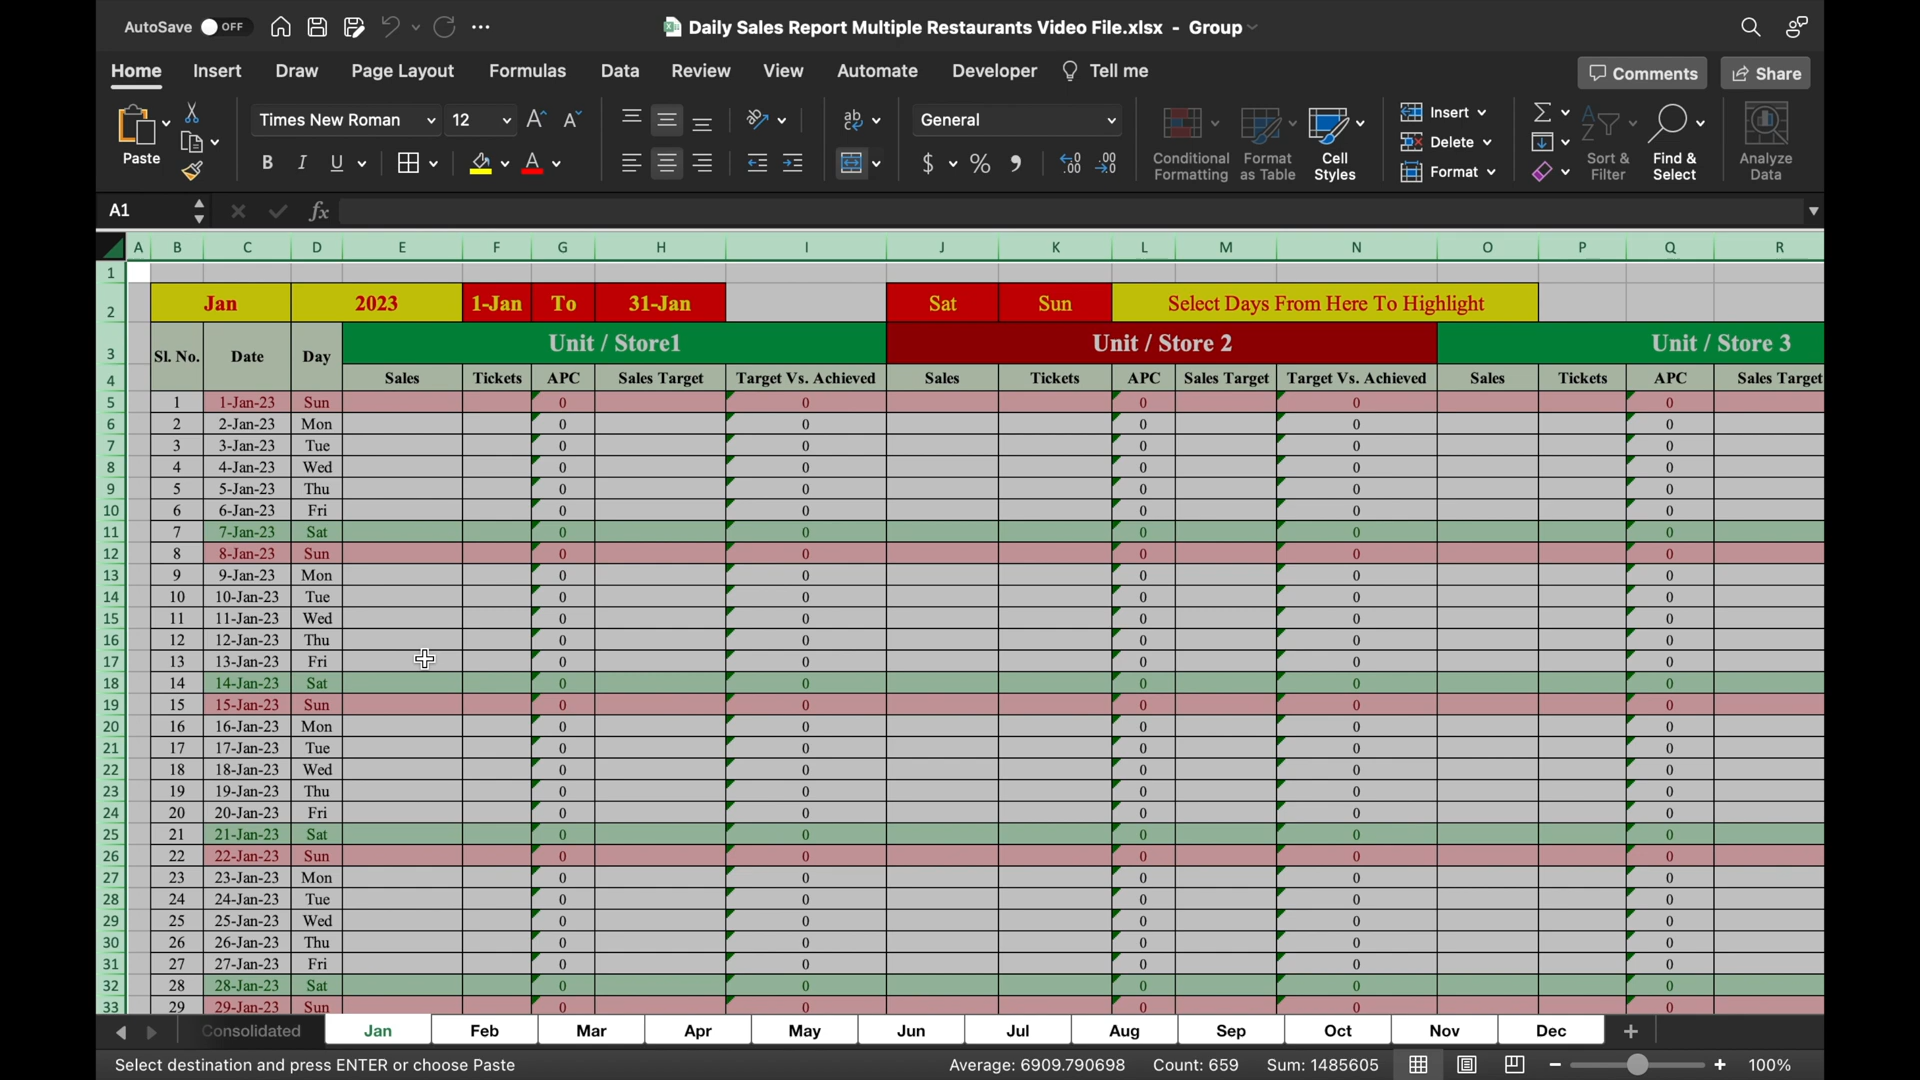 AutoSave OFF Daily Sales Report Multiple Restaurants Video File.xlsx - Group
Home Insert Draw Page Layout Formulas Data Review View Automate Developer Tell me Comments Share
Paste Times New Roman 12 General Conditional Formatting Format as Table Cell Styles Insert Delete Format Sort & Filter Find & Select Analyze Data
B I U A $ % ,
A1 fx
A B C D E F G H I J K L M N O P Q R
1
2 Jan 2023 1-Jan To 31-Jan Sat Sun Select Days From Here To Highlight
3 Sl. No. Date Day Unit / Store1 Unit / Store 2 Unit / Store 3
4 Sales Tickets APC Sales Target Target Vs. Achieved Sales Tickets APC Sales Target Target Vs. Achieved Sales Tickets APC Sales Target
5 1 1-Jan-23 Sun 0 0 0 0 0
6 2 2-Jan-23 Mon 0 0 0 0 0
7 3 3-Jan-23 Tue 0 0 0 0 0
8 4 4-Jan-23 Wed 0 0 0 0 0
9 5 5-Jan-23 Thu 0 0 0 0 0
10 6 6-Jan-23 Fri 0 0 0 0 0
11 7 7-Jan-23 Sat 0 0 0 0 0
12 8 8-Jan-23 Sun 0 0 0 0 0
13 9 9-Jan-23 Mon 0 0 0 0 0
14 10 10-Jan-23 Tue 0 0 0 0 0
15 11 11-Jan-23 Wed 0 0 0 0 0
16 12 12-Jan-23 Thu 0 0 0 0 0
17 13 13-Jan-23 Fri 0 0 0 0 0
18 14 14-Jan-23 Sat 0 0 0 0 0
19 15 15-Jan-23 Sun 0 0 0 0 0
20 16 16-Jan-23 Mon 0 0 0 0 0
21 17 17-Jan-23 Tue 0 0 0 0 0
22 18 18-Jan-23 Wed 0 0 0 0 0
23 19 19-Jan-23 Thu 0 0 0 0 0
24 20 20-Jan-23 Fri 0 0 0 0 0
25 21 21-Jan-23 Sat 0 0 0 0 0
26 22 22-Jan-23 Sun 0 0 0 0 0
27 23 23-Jan-23 Mon 0 0 0 0 0
28 24 24-Jan-23 Tue 0 0 0 0 0
29 25 25-Jan-23 Wed 0 0 0 0 0
30 26 26-Jan-23 Thu 0 0 0 0 0
31 27 27-Jan-23 Fri 0 0 0 0 0
32 28 28-Jan-23 Sat 0 0 0 0 0
33 29 29-Jan-23 Sun 0 0 0 0 0
Consolidated Jan Feb Mar Apr May Jun Jul Aug Sep Oct Nov Dec +
Select destination and press ENTER or choose Paste Average: 6909.790698 Count: 659 Sum: 1485605 100%